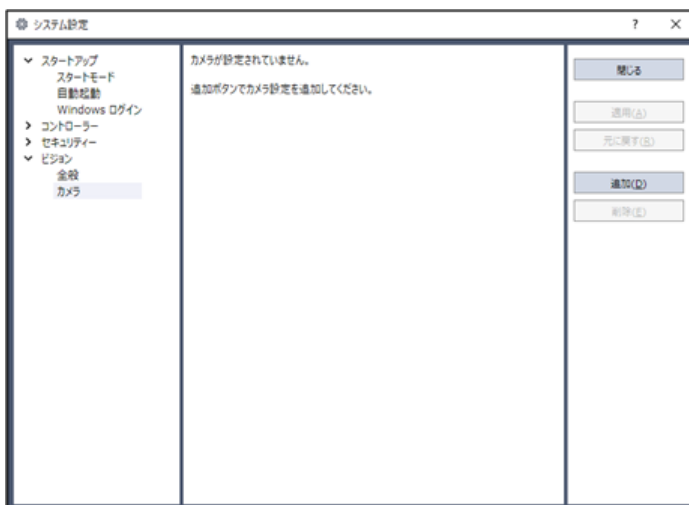 システム設定
スタートアップ
スタートモード
自動起動
Windows ログイン
コントローラー
セキュリティー
ビジョン
全般
カメラ
カメラが設定されていません。
追加ボタンでカメラ設定を追加してください。
閉じる
適用(A)
元に戻す(R)
追加(D)
削除(E)